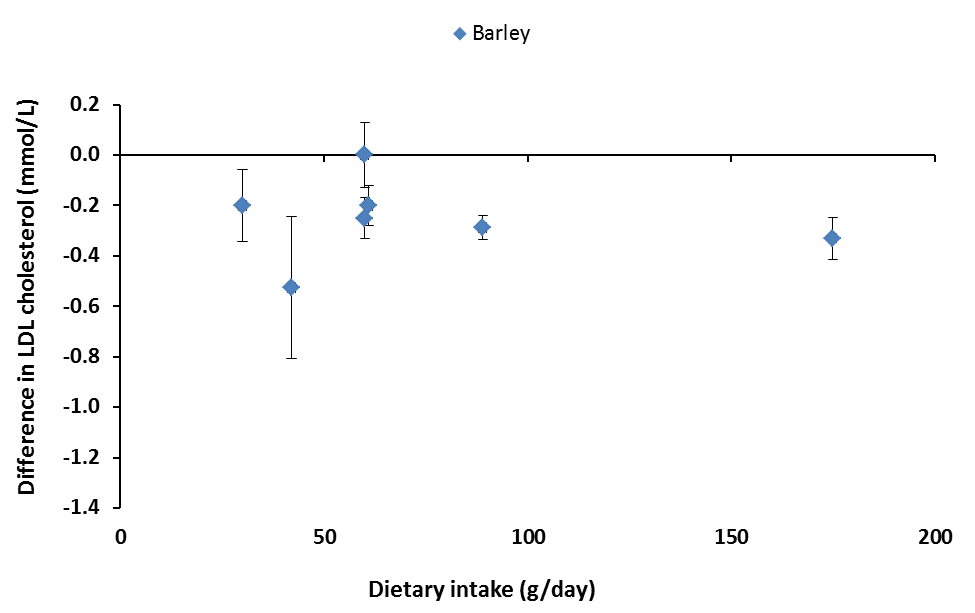 Barley
Difference in LDL cholesterol (mmol/L)
0.2
0.0
-0.2
-0.4
-0.6
-0.8
-1.0
-1.2
-1.4
0 50 100 150 200
Dietary intake (g/day)